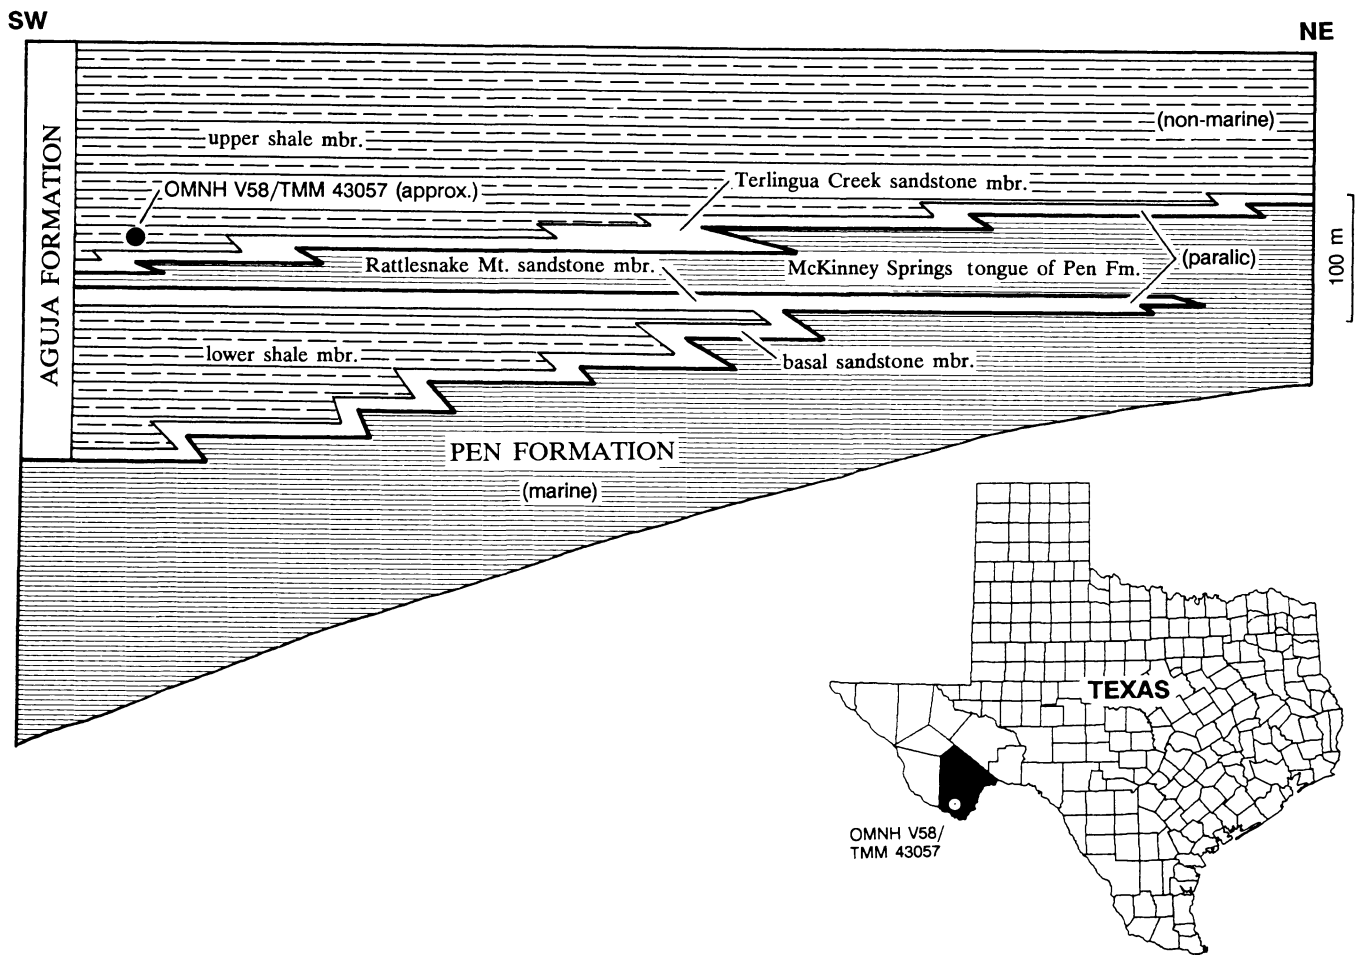 SW
NE
(non-marine)
upper shale mbr.
OMNH V58/TMM 43057 (approx.)
Terlingua Creek sandstone mbr.
AGUJA FORMATION
Rattlesnake Mt. sandstone mbr.
McKinney Springs tongue of Pen Fm.
(paralic)
100 m
lower shale mbr.
basal sandstone mbr.
PEN FORMATION
(marine)
TEXAS
OMNH V58/
TMM 43057